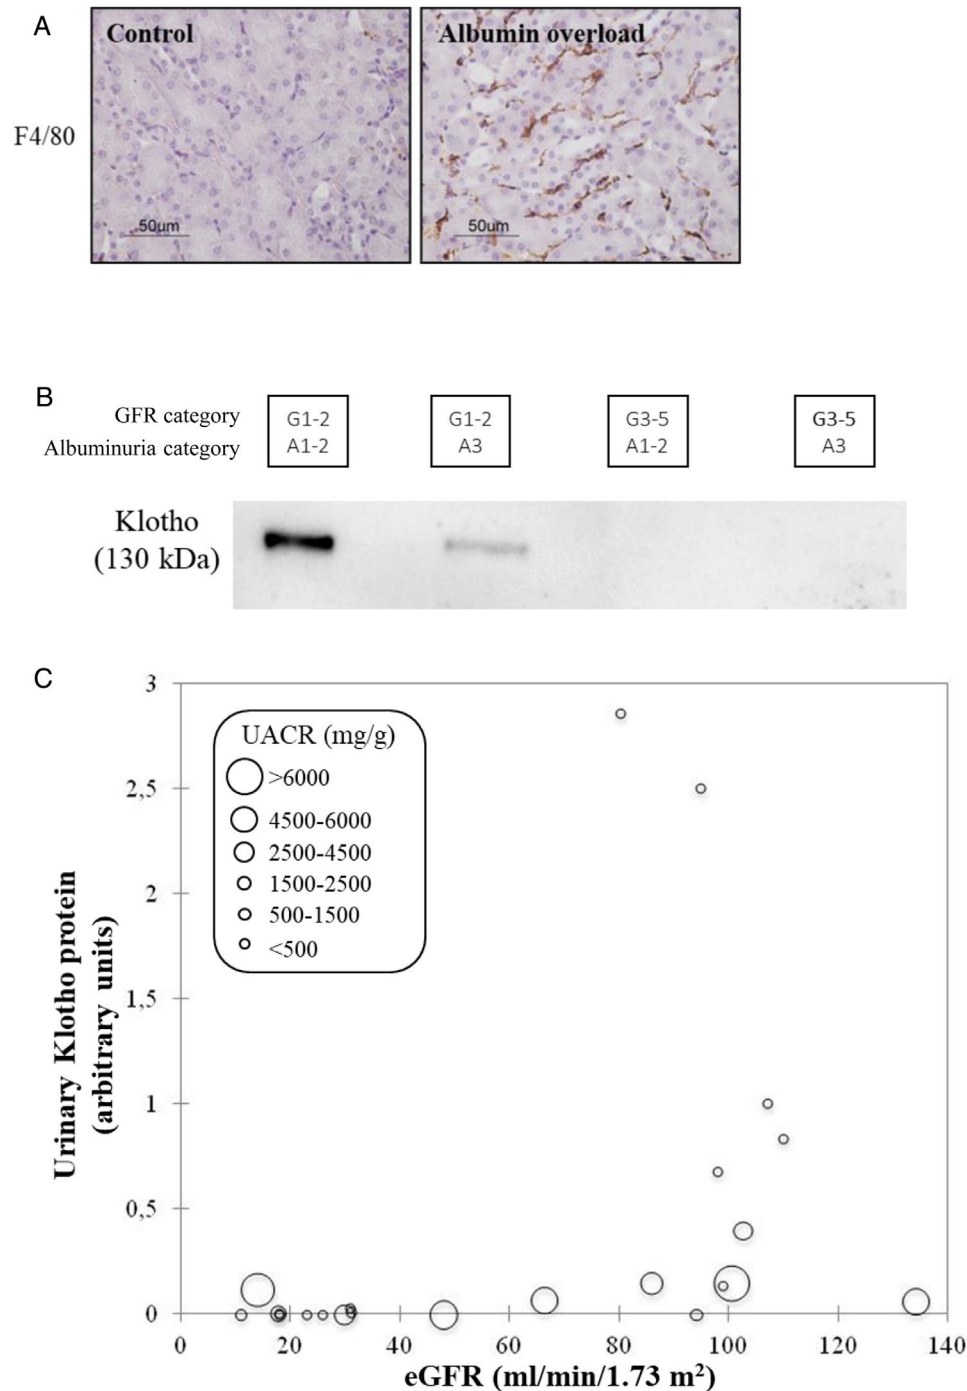 A
Control
Albumin overload
F4/80
50um
50um
B
GFR category
Albuminuria category
G1-2
A1-2
G1-2
A3
G3-5
A1-2
G3-5
A3
Klotho
(130 kDa)
C
UACR (mg/g)
>6000
4500-6000
2500-4500
1500-2500
500-1500
<500
3
2,5
2
1,5
1
0,5
0
Urinary Klotho protein
(arbitrary units)
0 20 40 60 80 100 120 140
eGFR (ml/min/1.73 m²)